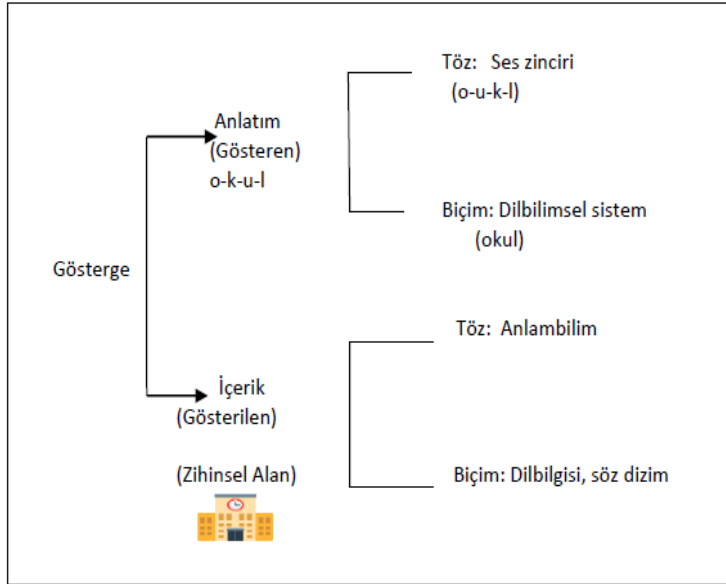 Töz: Ses zinciri
(o-u-k-l)
Anlatım
(Gösteren)
o-k-u-l
Biçim: Dilbilimsel sistem
(okul)
Gösterge
Töz: Anlambilim
İçerik
(Gösterilen)
(Zihinsel Alan)
Biçim: Dilbilgisi, söz dizim